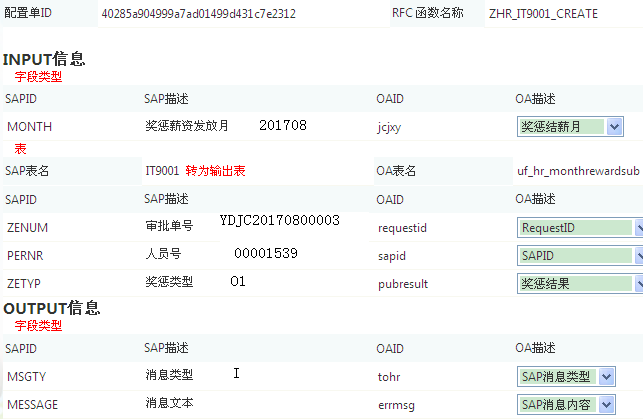 配置单ID 40285a904999a7ad01499d431c7e2312 RFC 函数名称 ZHR_IT9001_CREATE
INPUT信息
字段类型
SAPID SAP描述 OAID OA描述
MONTH 奖惩薪资发放月 201708 jcjxy 奖惩结薪月
表
SAP表名 IT9001 转为输出表 OA表名 uf_hr_monthrewardsub
SAPID SAP描述 OAID OA描述
ZENUM 审批单号 YDJC20170800003 requestid RequestID
PERNR 人员号 00001539 sapid SAPID
ZETYP 奖惩类型 O1 pubresult 奖惩结果
OUTPUT信息
字段类型
SAPID SAP描述 OAID OA描述
MSGTY 消息类型 I tohr SAP消息类型
MESSAGE 消息文本 errmsg SAP消息内容